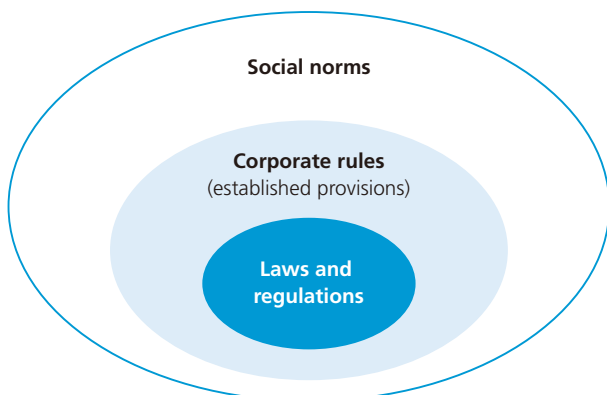 Social norms
Corporate rules
(established provisions)
Laws and
regulations